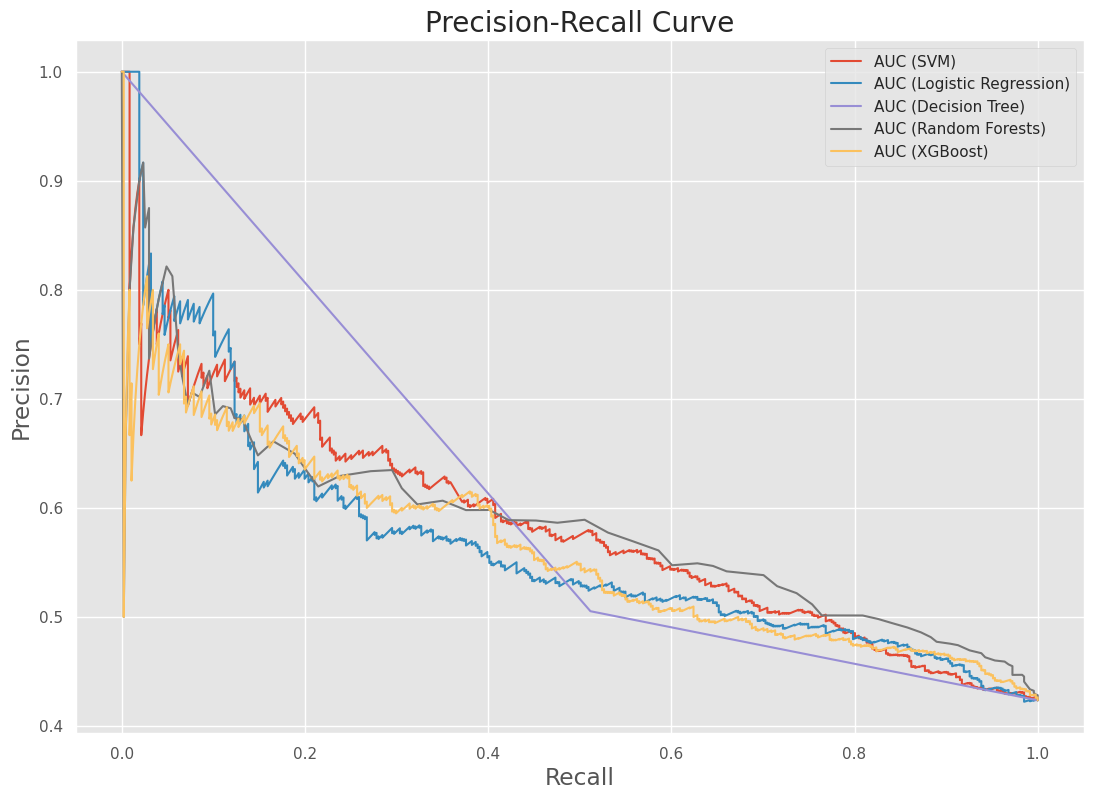 Precision-Recall Curve
AUC (SVM)
AUC (Logistic Regression)
AUC (Decision Tree)
AUC (Random Forests)
AUC (XGBoost)
Precision
1.0
0.9
0.8
0.7
0.6
0.5
0.4
0.0 0.2 0.4 0.6 0.8 1.0
Recall